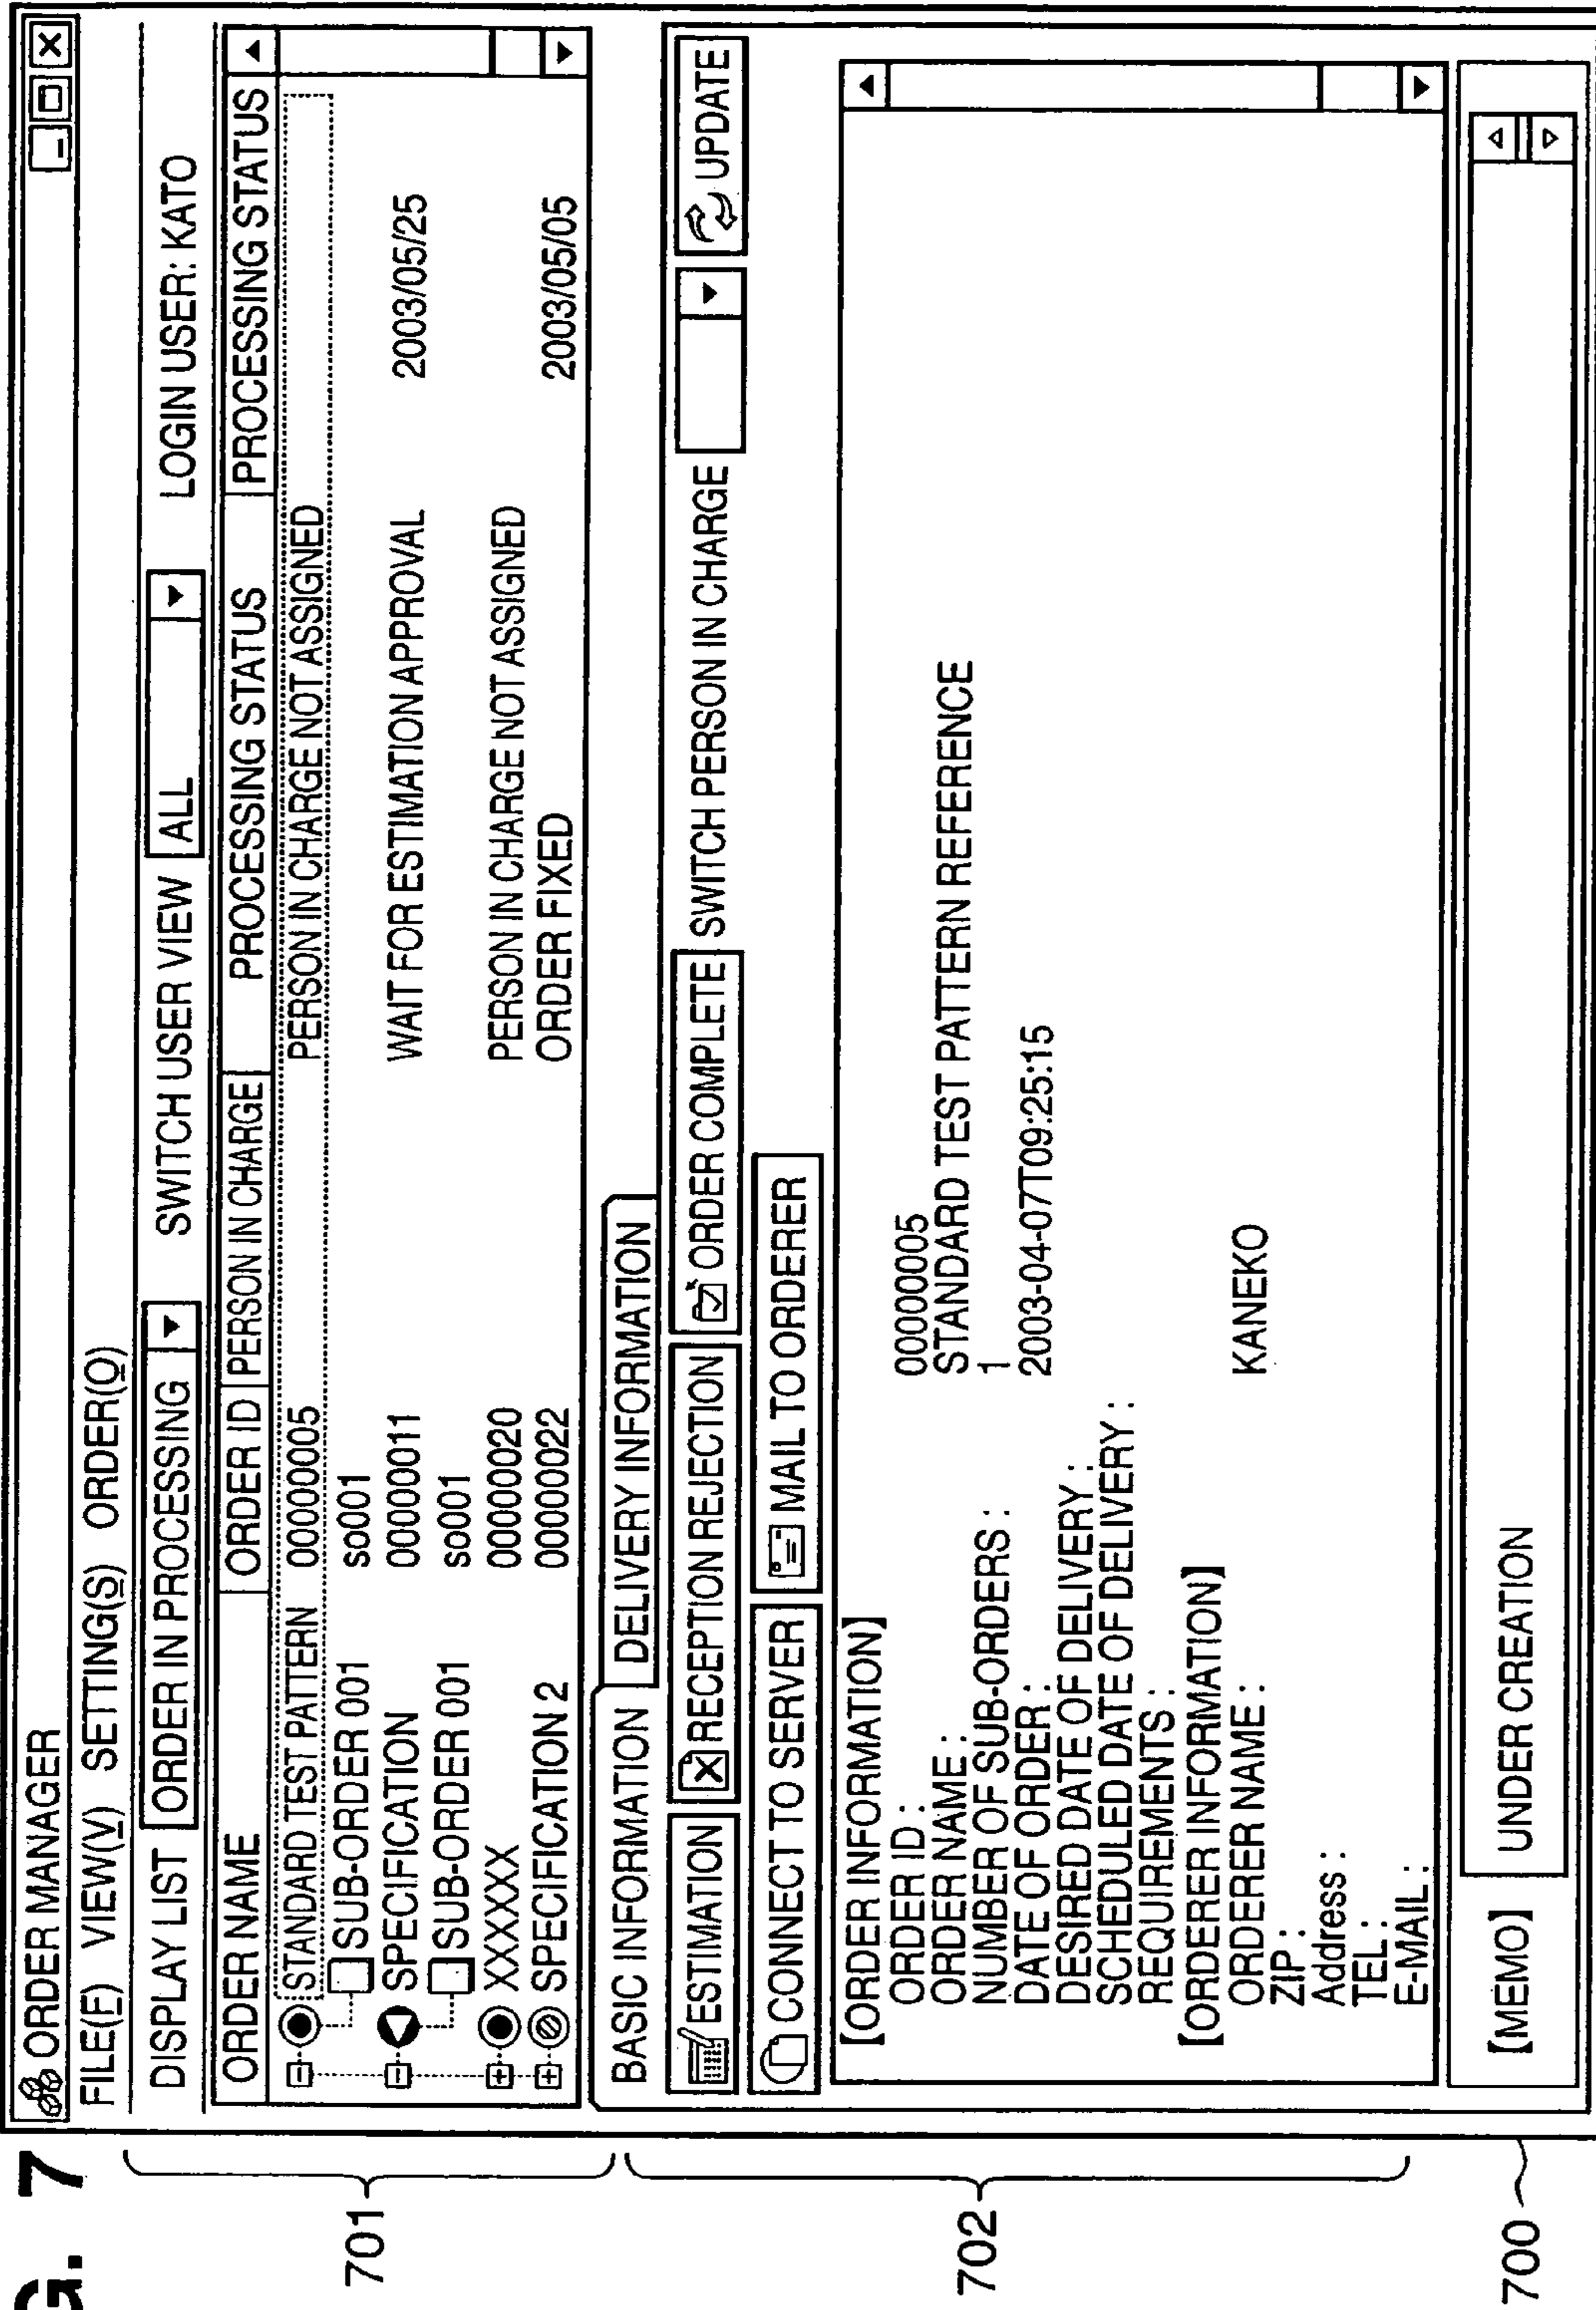 G. 7
ORDER MANAGER
FILE(F) VIEW(V) SETTING(S) ORDER(O)
DISPLAY LIST ORDER IN PROCESSING SWITCH USER VIEW ALL LOGIN USER: KATO
ORDER NAME ORDER ID PERSON IN CHARGE PROCESSING STATUS PROCESSING STATUS
STANDARD TEST PATTERN 00000005 PERSON IN CHARGE NOT ASSIGNED
SUB-ORDER 001 so001
SPECIFICATION 00000011 WAIT FOR ESTIMATION APPROVAL 2003/05/25
SUB-ORDER 001 so001
XXXXXX 00000020 PERSON IN CHARGE NOT ASSIGNED
SPECIFICATION 2 00000022 ORDER FIXED 2003/05/05
701
BASIC INFORMATION DELIVERY INFORMATION
ESTIMATION RECEPTION REJECTION ORDER COMPLETE SWITCH PERSON IN CHARGE UPDATE
CONNECT TO SERVER MAIL TO ORDERER
【ORDER INFORMATION】
ORDER ID : 00000005
ORDER NAME : STANDARD TEST PATTERN REFERENCE
NUMBER OF SUB-ORDERS : 1
DATE OF ORDER : 2003-04-07T09:25:15
DESIRED DATE OF DELIVERY :
SCHEDULED DATE OF DELIVERY :
REQUIREMENTS :
【ORDERER INFORMATION】
ORDERER NAME : KANEKO
ZIP :
Address :
TEL :
E-MAIL :
702
【MEMO】 UNDER CREATION
700